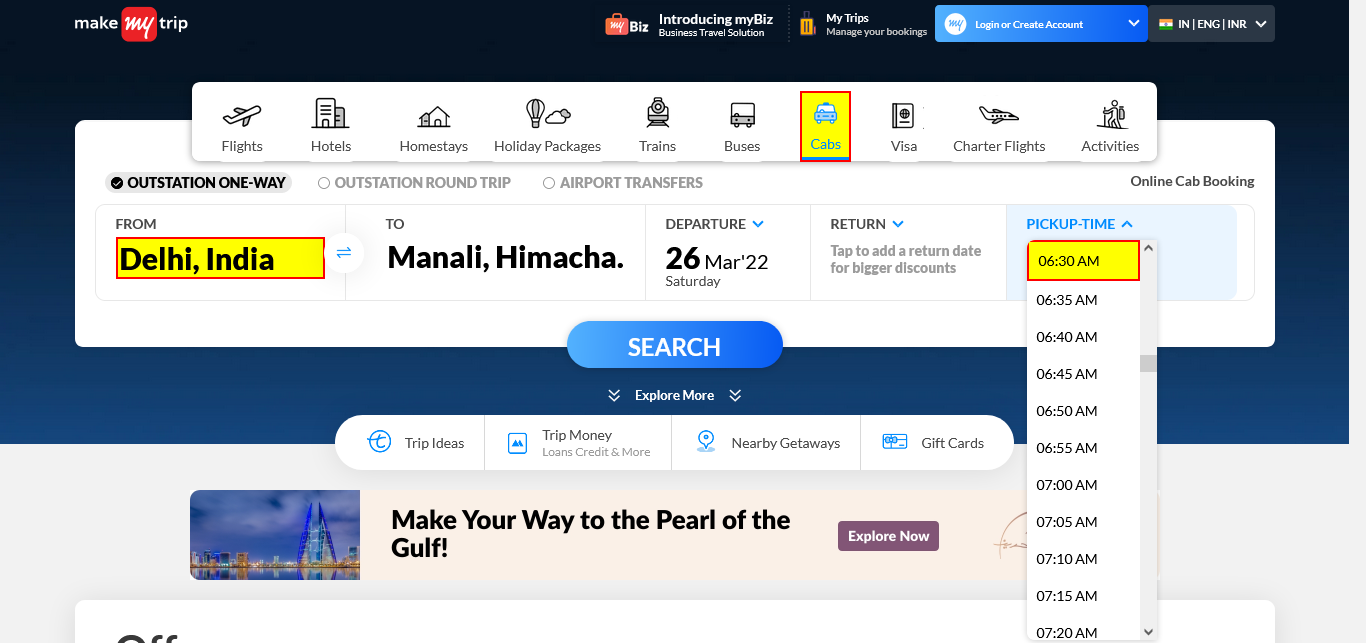 make my trip
my Biz
Introducing myBiz
Business Travel Solution
My Trips
Manage your bookings
my
Login or Create Account
IN | ENG | INR
Flights
Hotels
Homestays
Holiday Packages
Trains
Buses
Cabs
Visa
Charter Flights
Activities
OUTSTATION ONE-WAY
OUTSTATION ROUND TRIP
AIRPORT TRANSFERS
Online Cab Booking
FROM
Delhi, India
TO
Manali, Himacha.
DEPARTURE
26 Mar'22
Saturday
RETURN
Tap to add a return date
for bigger discounts
PICKUP-TIME
06:30 AM
06:35 AM
06:40 AM
06:45 AM
06:50 AM
06:55 AM
07:00 AM
07:05 AM
07:10 AM
07:15 AM
07:20 AM
SEARCH
Explore More
Trip Ideas
Trip Money
Loans Credit & More
Nearby Getaways
Gift Cards
Make Your Way to the Pearl of the
Gulf!
Explore Now